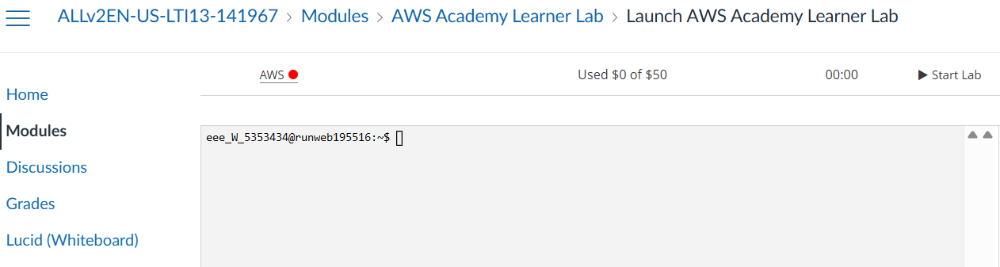 ALLv2EN-US-LTI13-141967 > Modules > AWS Academy Learner Lab > Launch AWS Academy Learner Lab
AWS Used $0 of $50 00:00 Start Lab
Home
Modules
Discussions
Grades
Lucid (Whiteboard)
eee_W_5353434@runweb195516:~$